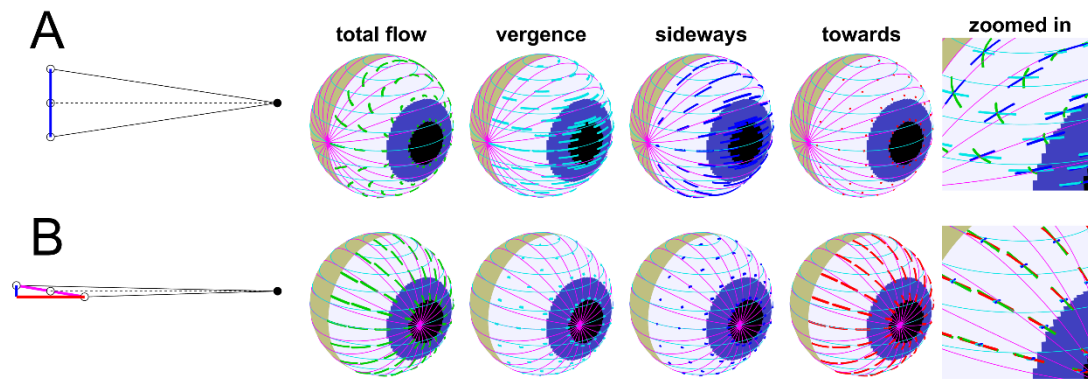 A
total flow
vergence
sideways
towards
zoomed in
B